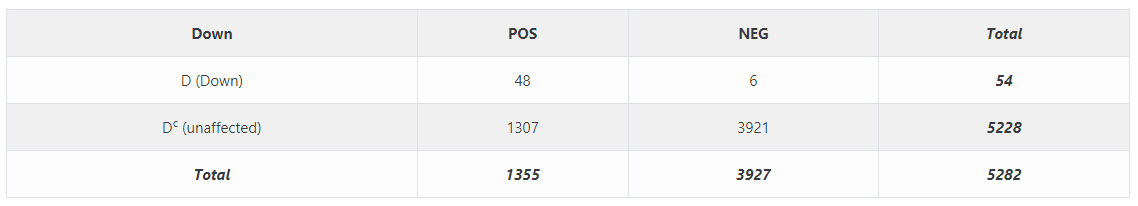 Down POS NEG Total
D (Down) 48 6 54
Dᶜ (unaffected) 1307 3921 5228
Total 1355 3927 5282